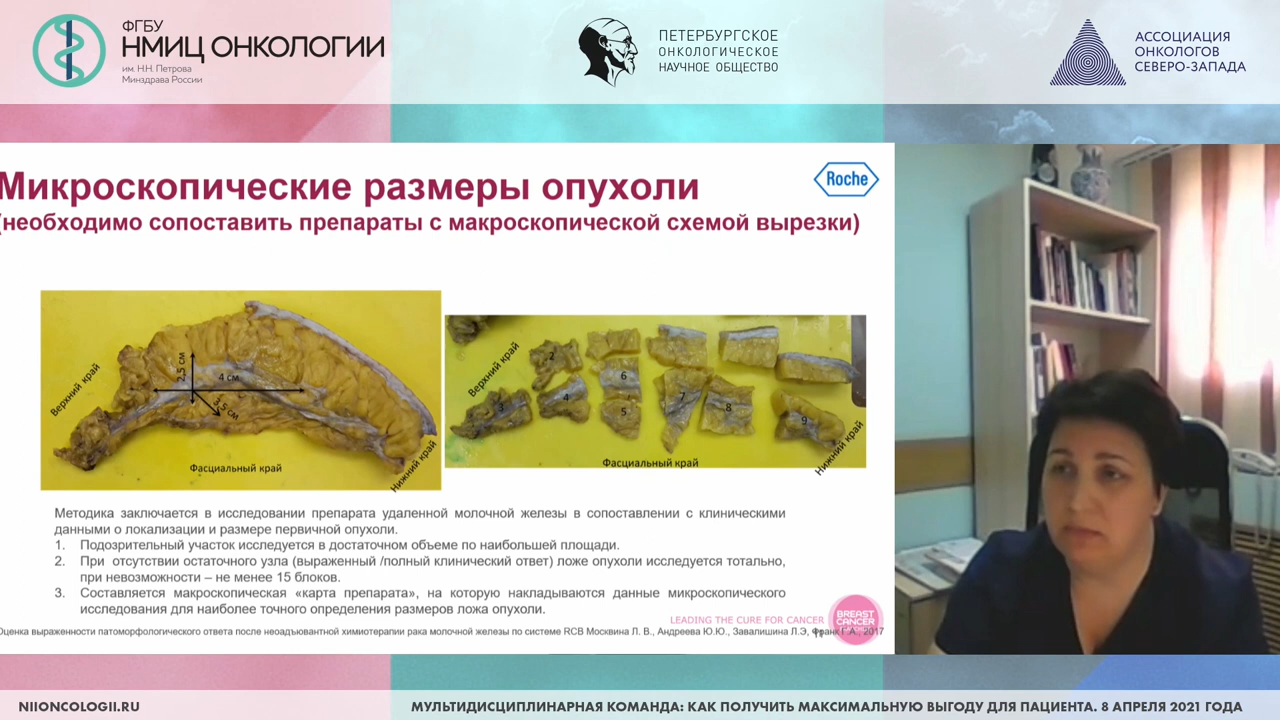 ФГБУ
НМИЦ ОНКОЛОГИИ
им. Н.Н. Петрова
Минздрава России
ПЕТЕРБУРГСКОЕ
ОНКОЛОГИЧЕСКОЕ
НАУЧНОЕ ОБЩЕСТВО
АССОЦИАЦИЯ
ОНКОЛОГОВ
СЕВЕРО-ЗАПАДА
Микроскопические размеры опухоли
(необходимо сопоставить препараты с макроскопической схемой вырезки)
Roche
Верхний край
2,5 см
4 см
3,5 см
Фасциальный край
Нижний край
Верхний край
2
3
4
6
5
7
8
9
Фасциальный край
Нижний край
Методика заключается в исследовании препарата удаленной молочной железы в сопоставлении с клиническими
данными о локализации и размере первичной опухоли.
1. Подозрительный участок исследуется в достаточном объеме по наибольшей площади.
2. При отсутствии остаточного узла (выраженный /полный клинический ответ) ложе опухоли исследуется тотально,
при невозможности – не менее 15 блоков.
3. Составляется макроскопическая «карта препарата», на которую накладываются данные микроскопического
исследования для наиболее точного определения размеров ложа опухоли.
LEADING THE CURE FOR CANCER
BREAST
CANCER
Оценка выраженности патоморфологического ответа после неоадъювантной химиотерапии рака молочной железы по системе RCB Москвина Л. В., Андреева Ю.Ю., Завалишина Л.Э, Франк Г.А., 2017
11
NIIONCOLOGII.RU
МУЛЬТИДИСЦИПЛИНАРНАЯ КОМАНДА: КАК ПОЛУЧИТЬ МАКСИМАЛЬНУЮ ВЫГОДУ ДЛЯ ПАЦИЕНТА. 8 АПРЕЛЯ 2021 ГОДА